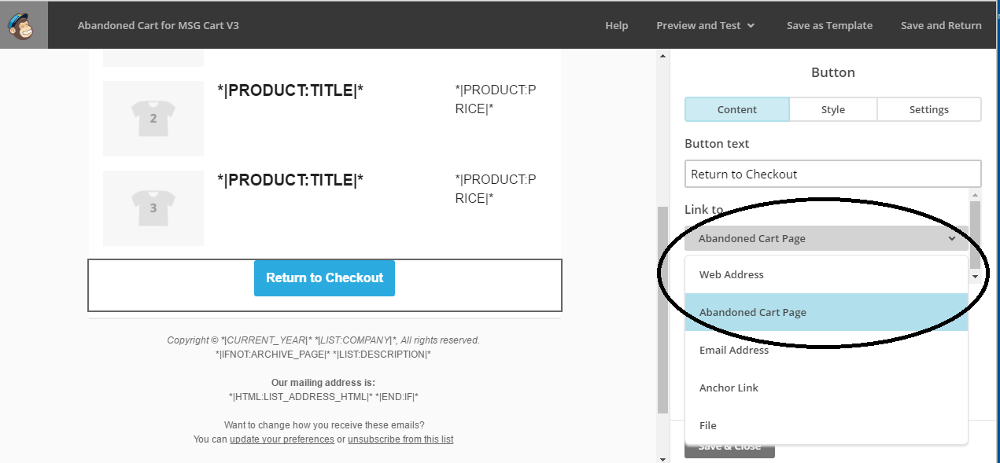 Abandoned Cart for MSG Cart V3
Help
Preview and Test
Save as Template
Save and Return
2
*|PRODUCT:TITLE|*
*|PRODUCT:P
RICE|*
3
*|PRODUCT:TITLE|*
*|PRODUCT:P
RICE|*
Return to Checkout
Copyright © *|CURRENT_YEAR|* *|LIST:COMPANY|*, All rights reserved.
*|IFNOT:ARCHIVE_PAGE|* *|LIST:DESCRIPTION|*
Our mailing address is:
*|HTML:LIST_ADDRESS_HTML|* *|END:IF|*
Want to change how you receive these emails?
You can update your preferences or unsubscribe from this list
Button
Content
Style
Settings
Button text
Return to Checkout
Link to
Abandoned Cart Page
Web Address
Abandoned Cart Page
Email Address
Anchor Link
File
Save & Close